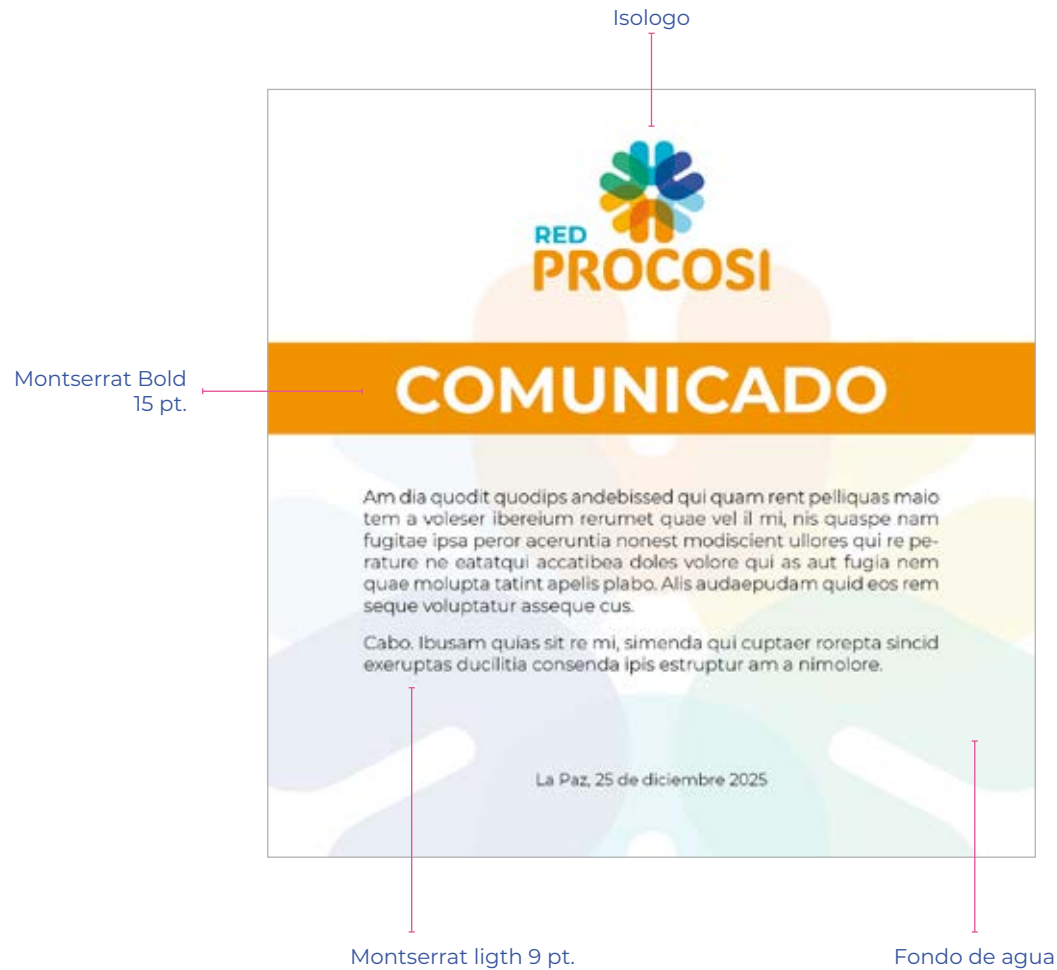 Isologo
RED
PROCOSI
Montserrat Bold
15 pt.
COMUNICADO
Am dia quodit quodips andebissed qui quam rent pelliquas maio
tem a voleser ibereium rerumet quae vel il mi, nis quaspe nam
fugitae ipsa peror aceruntia nonest modiscient ullores qui re pe-
rature ne eatatqui accatibea doles volore qui as aut fugia nem
quae molupta tatint apelis plabo. Alis audaepudam quid eos rem
seque voluptatur asseque cus.
Cabo. Ibusam quias sit re mi, simenda qui cuptaer rorepta sincid
exeruptas ducilitia consenda ipis estruptur am a nimolore.
La Paz, 25 de diciembre 2025
Montserrat ligth 9 pt.
Fondo de agua